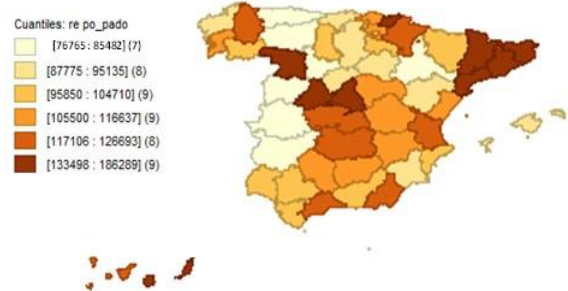 Cuantiles: re po_pado
[76765 : 85482] (7)
[87775 : 95135] (8)
[95850 : 104710] (9)
[105500 : 116637] (9)
[117106 : 126693] (8)
[133498 : 186289] (9)